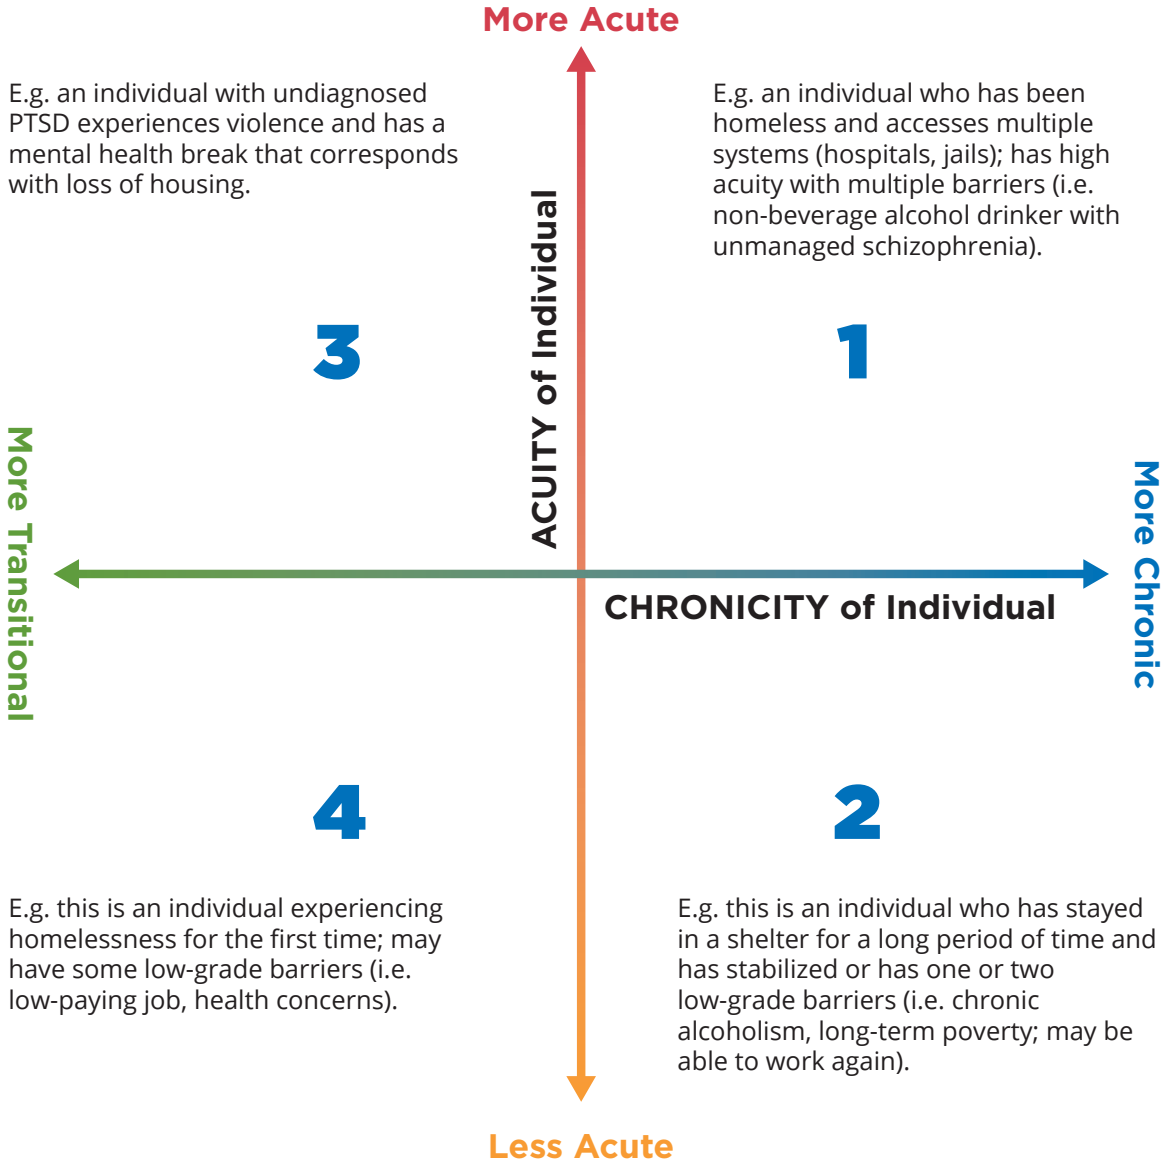 More Acute
E.g. an individual with undiagnosed
PTSD experiences violence and has a
mental health break that corresponds
with loss of housing.
E.g. an individual who has been
homeless and accesses multiple
systems (hospitals, jails); has high
acuity with multiple barriers (i.e.
non-beverage alcohol drinker with
unmanaged schizophrenia).
ACUITY of Individual
3
1
More Transitional
More Chronic
CHRONICITY of Individual
4
2
E.g. this is an individual experiencing
homelessness for the first time; may
have some low-grade barriers (i.e.
low-paying job, health concerns).
E.g. this is an individual who has stayed
in a shelter for a long period of time and
has stabilized or has one or two
low-grade barriers (i.e. chronic
alcoholism, long-term poverty; may be
able to work again).
Less Acute